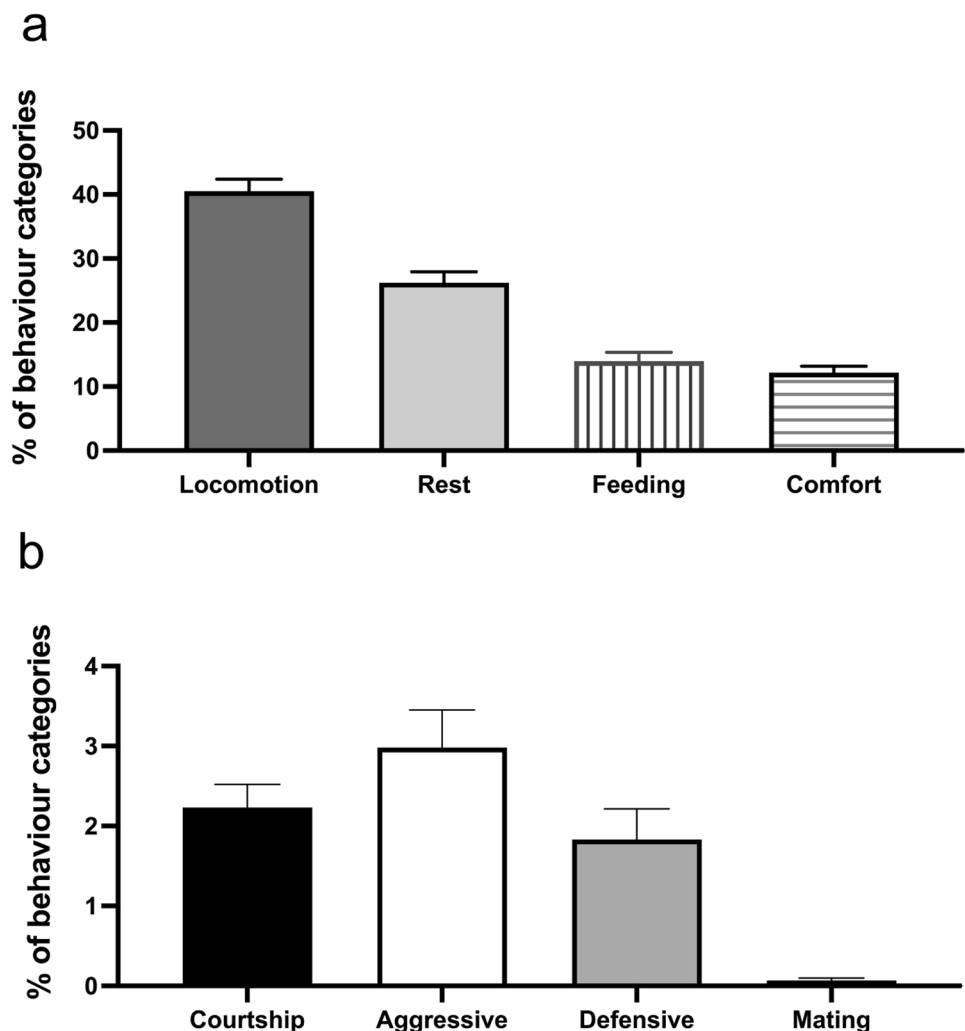 a
% of behaviour categories
50
40
30
20
10
0
Locomotion Rest Feeding Comfort
b
% of behaviour categories
4
3
2
1
0
Courtship Aggressive Defensive Mating